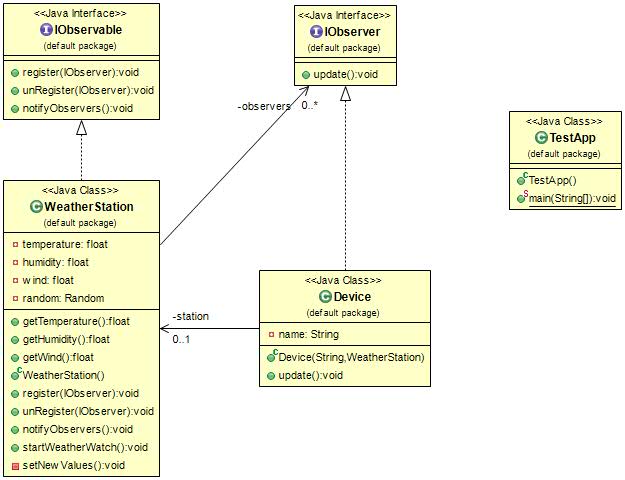 <<Java Interface>>
IObservable
(default package)
register(IObserver):void
unRegister(IObserver):void
notifyObservers():void
<<Java Interface>>
IObserver
(default package)
update():void
-observers 0..*
<<Java Class>>
TestApp
(default package)
TestApp()
main(String[]):void
<<Java Class>>
WeatherStation
(default package)
temperature: float
humidity: float
wind: float
random: Random
getTemperature():float
getHumidity():float
getWind():float
WeatherStation()
register(IObserver):void
unRegister(IObserver):void
notifyObservers():void
startWeatherWatch():void
setNewValues():void
-station
0..1
<<Java Class>>
Device
(default package)
name: String
Device(String,WeatherStation)
update():void